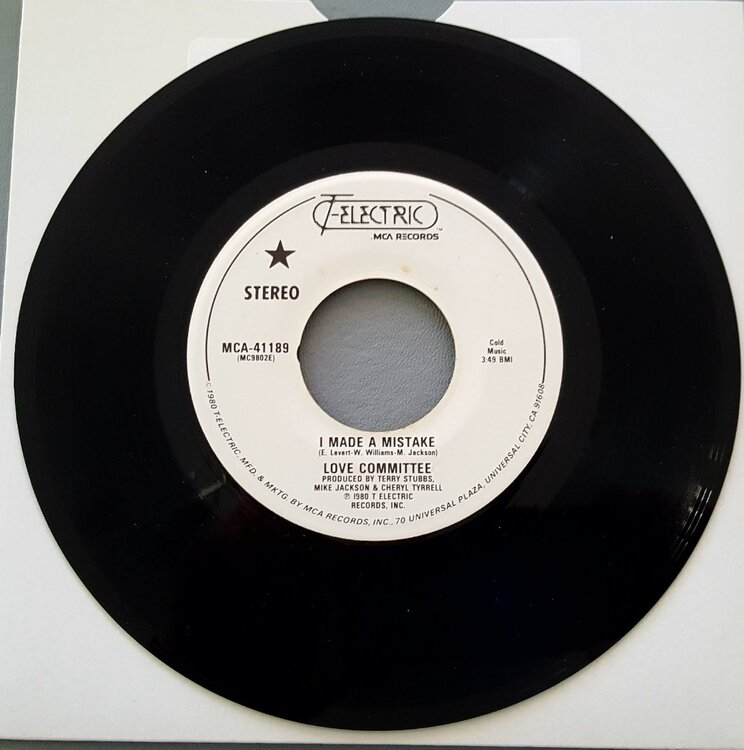 T-ELECTRIC
MCA RECORDS
★
STEREO
MCA-41189
(MC9802E)
Cold
Music
3:49 BMI
I MADE A MISTAKE
(E. Levert-W. Williams-M. Jackson)
LOVE COMMITTEE
PRODUCED BY TERRY STUBBS,
MIKE JACKSON & CHERYL TYRRELL
℗ 1980 T ELECTRIC
RECORDS, INC.
©1980 T-ELECTRIC. MFD. & MKTG. BY MCA RECORDS, INC., 70 UNIVERSAL PLAZA, UNIVERSAL CITY, CA 91608